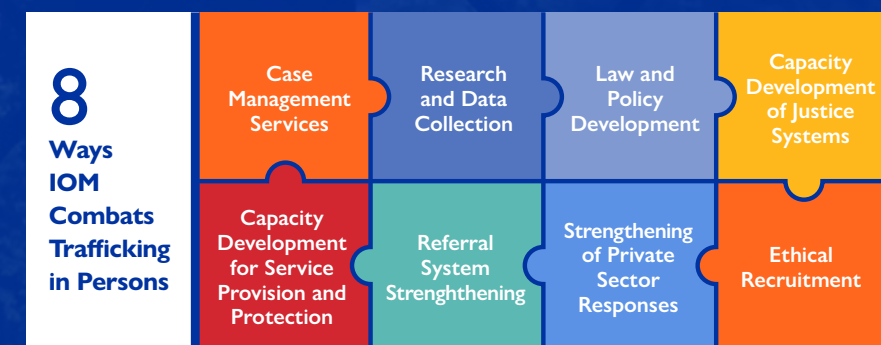 8
Ways
IOM
Combats
Trafficking
in Persons
Case
Management
Services
Research
and Data
Collection
Law and
Policy
Development
Capacity
Development
of Justice
Systems
Capacity
Development
for Service
Provision and
Protection
Referral
System
Strenghthening
Strengthening
of Private
Sector
Responses
Ethical
Recruitment